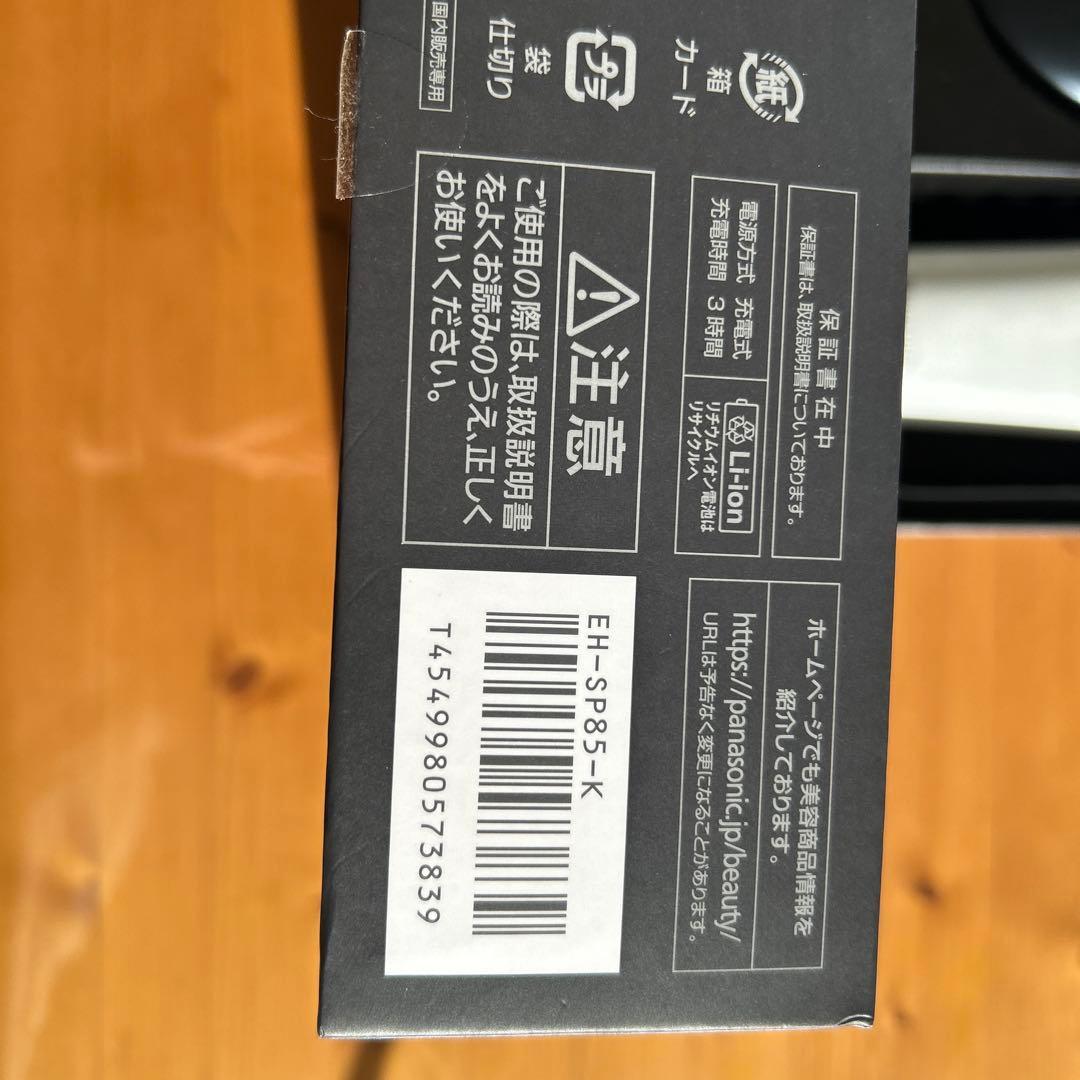 紙
箱
カード
プラ
袋
仕切り
国内販売専用
保証書在中
保証書は、取扱説明書についております。
電源方式 充電式
充電時間 3時間
Li-ion
リチウムイオン電池は
リサイクルへ
注意
ご使用の際は、取扱説明書
をよくお読みのうえ、正しく
お使いください。
ホームページでも美容商品情報を
紹介しております。
https://panasonic.jp/beauty/
URLは予告なく変更になることがあります。
EH-SP85-K
T4549980573839